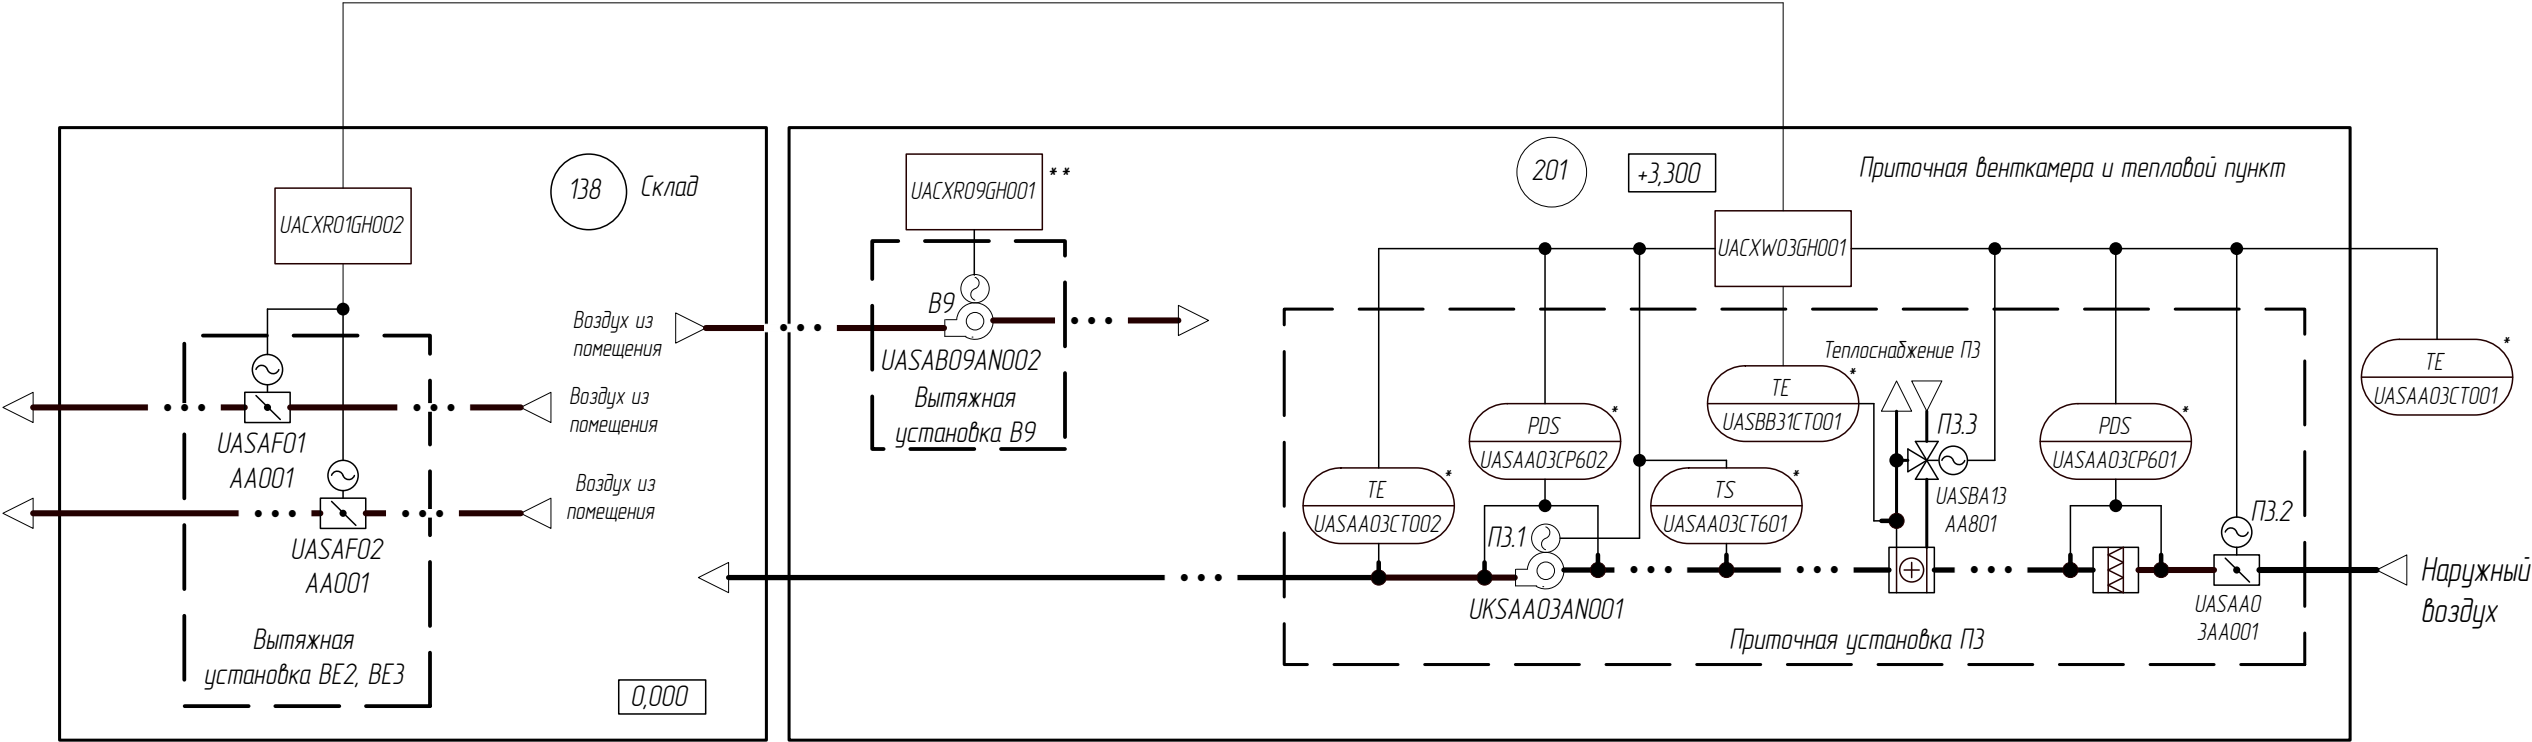 138
Склад
UACXR01GH002
UASAF01
AA001
UASAF02
AA001
Вытяжная
установка ВЕ2, ВЕ3
Воздух из
помещения
Воздух из
помещения
Воздух из
помещения
0,000
UACXR09GH001
**
В9
UASAB09AN002
Вытяжная
установка В9
201
+3,300
Приточная венткамера и тепловой пункт
UACXW03GH001
TE
UASAA03CT002
*
PDS
UASAA03CP602
*
П3.1
UKSAA03AN001
TS
UASAA03CT601
*
TE
UASBB31CT001
*
Теплоснабжение П3
П3.3
UASBA13
AA801
PDS
UASAA03CP601
*
П3.2
UASAA0
3AA001
Приточная установка П3
TE
UASAA03CT001
*
Наружный
воздух